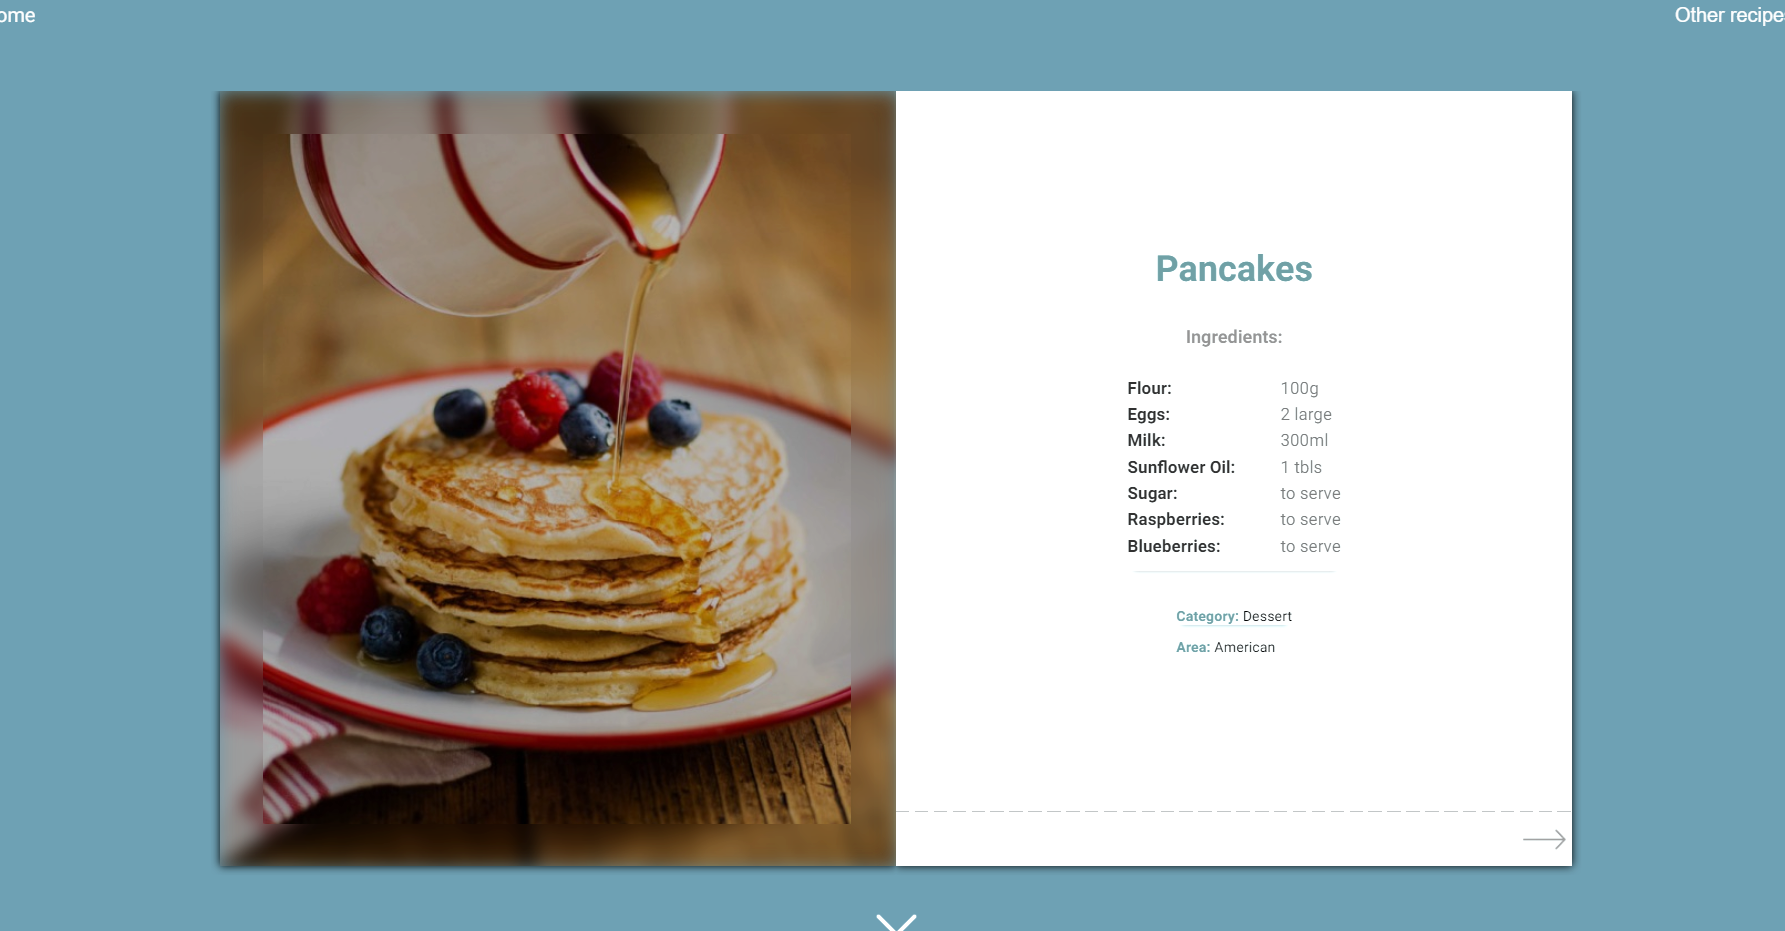 ome
Other recipe
Pancakes
Ingredients:
Flour: 100g
Eggs: 2 large
Milk: 300ml
Sunflower Oil: 1 tbls
Sugar: to serve
Raspberries: to serve
Blueberries: to serve
Category: Dessert
Area: American